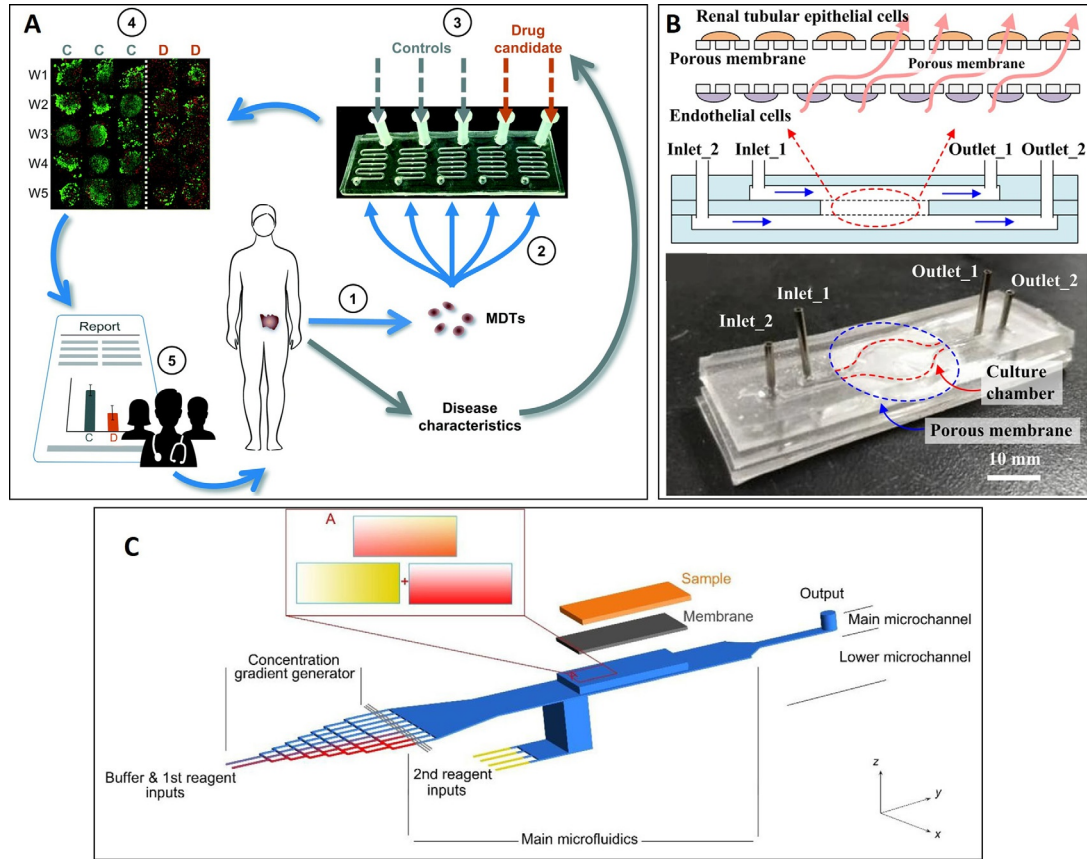 A
4
C C C D D
W1
W2
W3
W4
W5
3
Controls
Drug
candidate
2
1
MDTs
Disease
characteristics
Report
C D
5
B
Renal tubular epithelial cells
Porous membrane
Porous membrane
Endothelial cells
Inlet_2 Inlet_1 Outlet_1 Outlet_2
Outlet_1
Outlet_2
Inlet_1
Inlet_2
Culture
chamber
Porous membrane
10 mm
C
A
+
Sample
Membrane
Output
Main microchannel
Lower microchannel
Concentration
gradient generator
Buffer & 1st reagent
inputs
2nd reagent
inputs
Main microfluidics
z
y
x